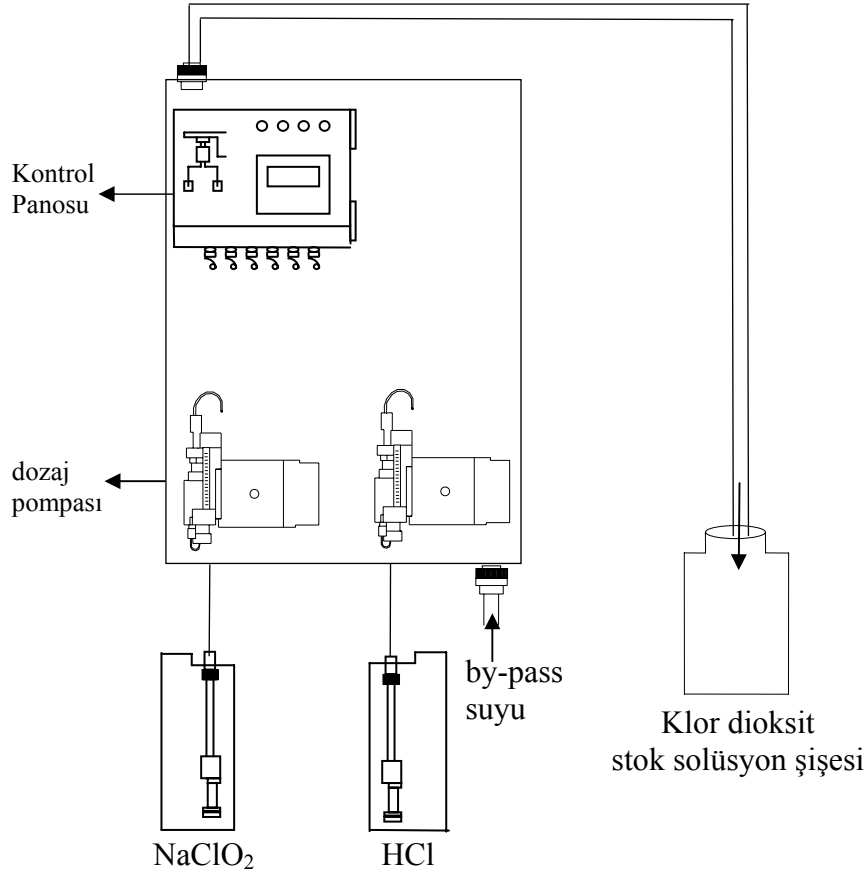 Kontrol
Panosu
dozaj
pompası
by-pass
suyu
Klor dioksit
stok solüsyon şişesi
NaClO₂
HCl